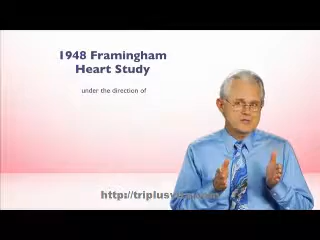 1948 Framingham
Heart Study
under the direction of